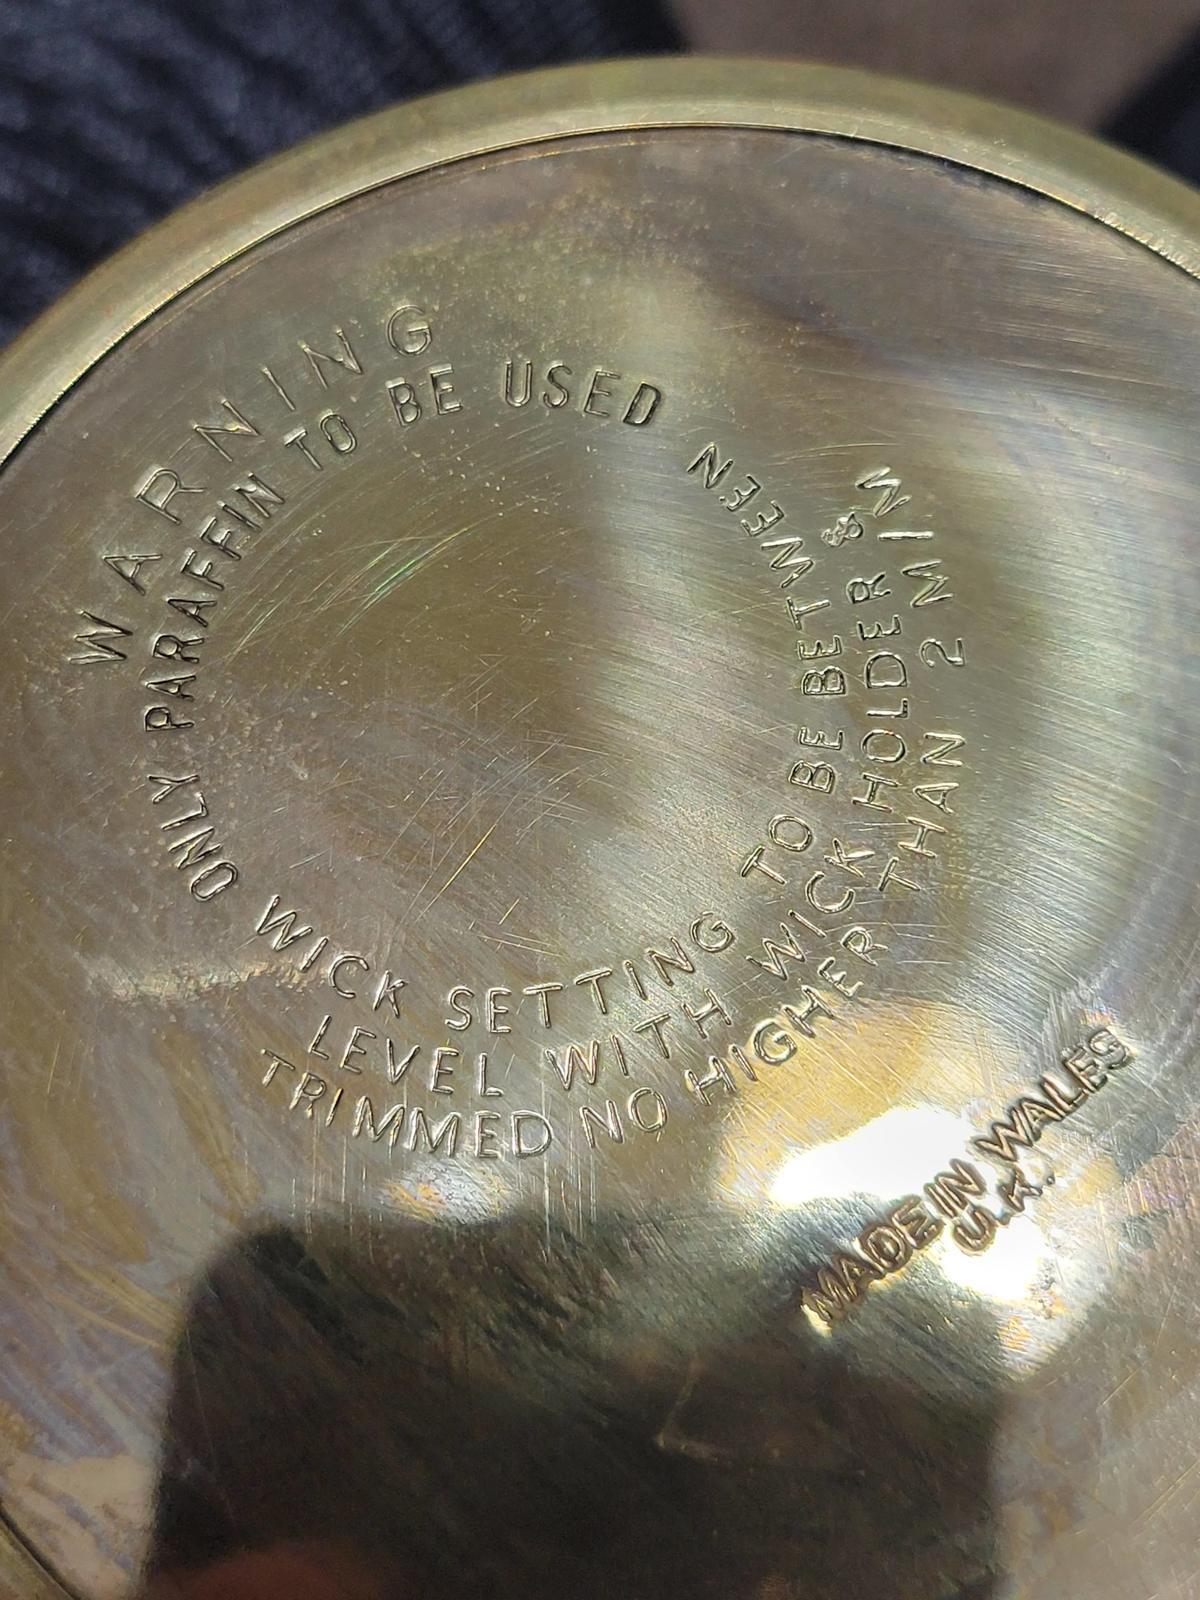 WARNING
ONLY PARAFFIN TO BE USED
WICK SETTING TO BE BETWEEN
LEVEL WITH WICK HOLDER &
TRIMMED NO HIGHER THAN 2 M/M
MADE IN WALES
U.K.